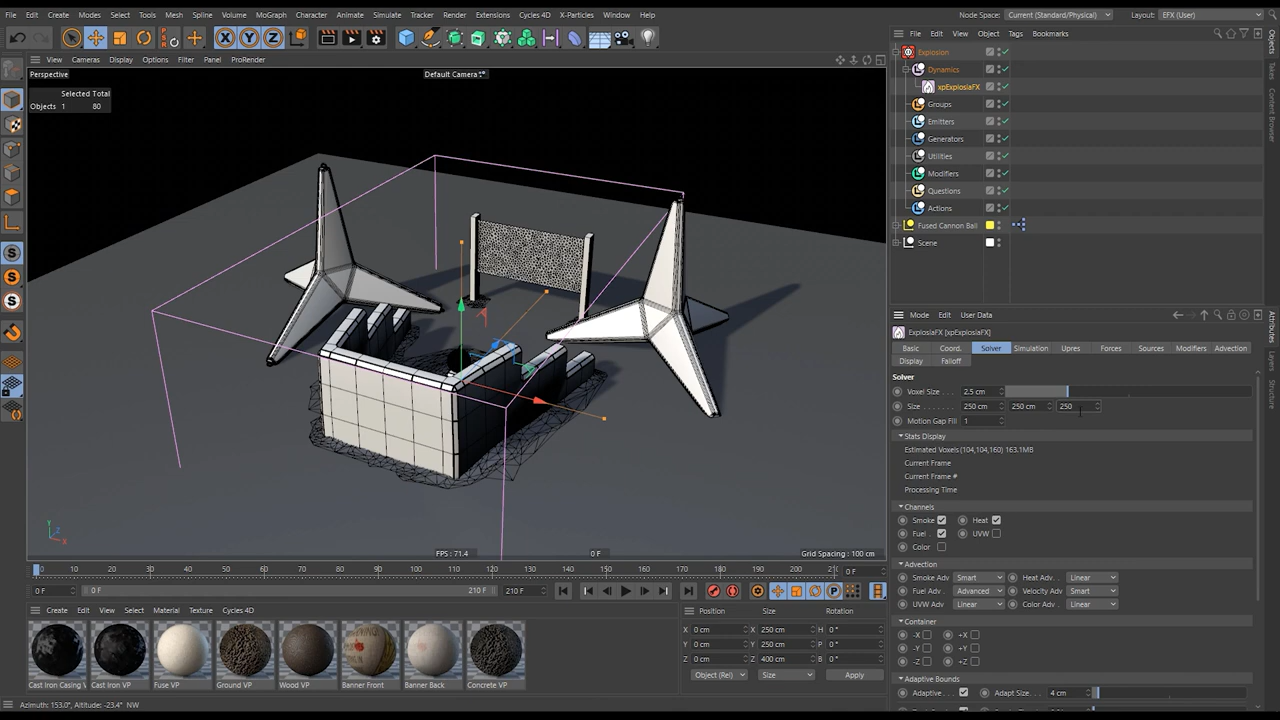 File Edit Create Modes Select Tools Mesh Spline Volume MoGraph Character Animate Simulate Tracker Render Extensions Cycles 4D X-Particles Window Help
Node Space: Current (Standard/Physical) Layout: EFX (User)
X Y Z
File Edit View Object Tags Bookmarks
View Cameras Display Options Filter Panel ProRender
Perspective
Default Camera
Selected Total
Objects 1 80
Explosion
Dynamics
xpExplosiaFX
Groups
Emitters
Generators
Utilities
Modifiers
Questions
Actions
Fused Cannon Ball
Scene
Objects
Takes
Content Browser
Attributes
Layers
Structure
Mode Edit User Data
ExplosiaFX [xpExplosiaFX]
Basic Coord. Solver Simulation Upres Forces Sources Modifiers Advection
Display Falloff
Solver
Voxel Size . . . 2.5 cm
Size . . . . . . . . 250 cm 250 cm 250
Motion Gap Fill 1
Stats Display
Estimated Voxels (104,104,160) 163.1MB
Current Frame
Current Frame #
Processing Time
Channels
Smoke Heat
Fuel . UVW
Color
Advection
Smoke Adv Smart Heat Adv. Linear
Fuel Adv . Advanced Velocity Adv Smart
UVW Adv Linear Color Adv Linear
Container
-X +X
-Y +Y
-Z +Z
Adaptive Bounds
Adaptive . . Adapt Size. . 4 cm
FPS : 71.4 0 F Grid Spacing : 100 cm
0 10 20 30 40 50 60 70 80 90 100 110 120 130 140 150 160 170 180 190 200 0 F
0 F 0 F 210 F 210 F
Create Edit View Select Material Texture Cycles 4D
Position Size Rotation
X 0 cm X 250 cm H 0 °
Y 0 cm Y 250 cm P 0 °
Z 0 cm Z 400 cm B 0 °
Object (Rel) Size Apply
Cast Iron Casing V Cast Iron VP Fuse VP Ground VP Wood VP Banner Front Banner Back Concrete VP
Azimuth: 153.0°, Altitude: -23.4° NW